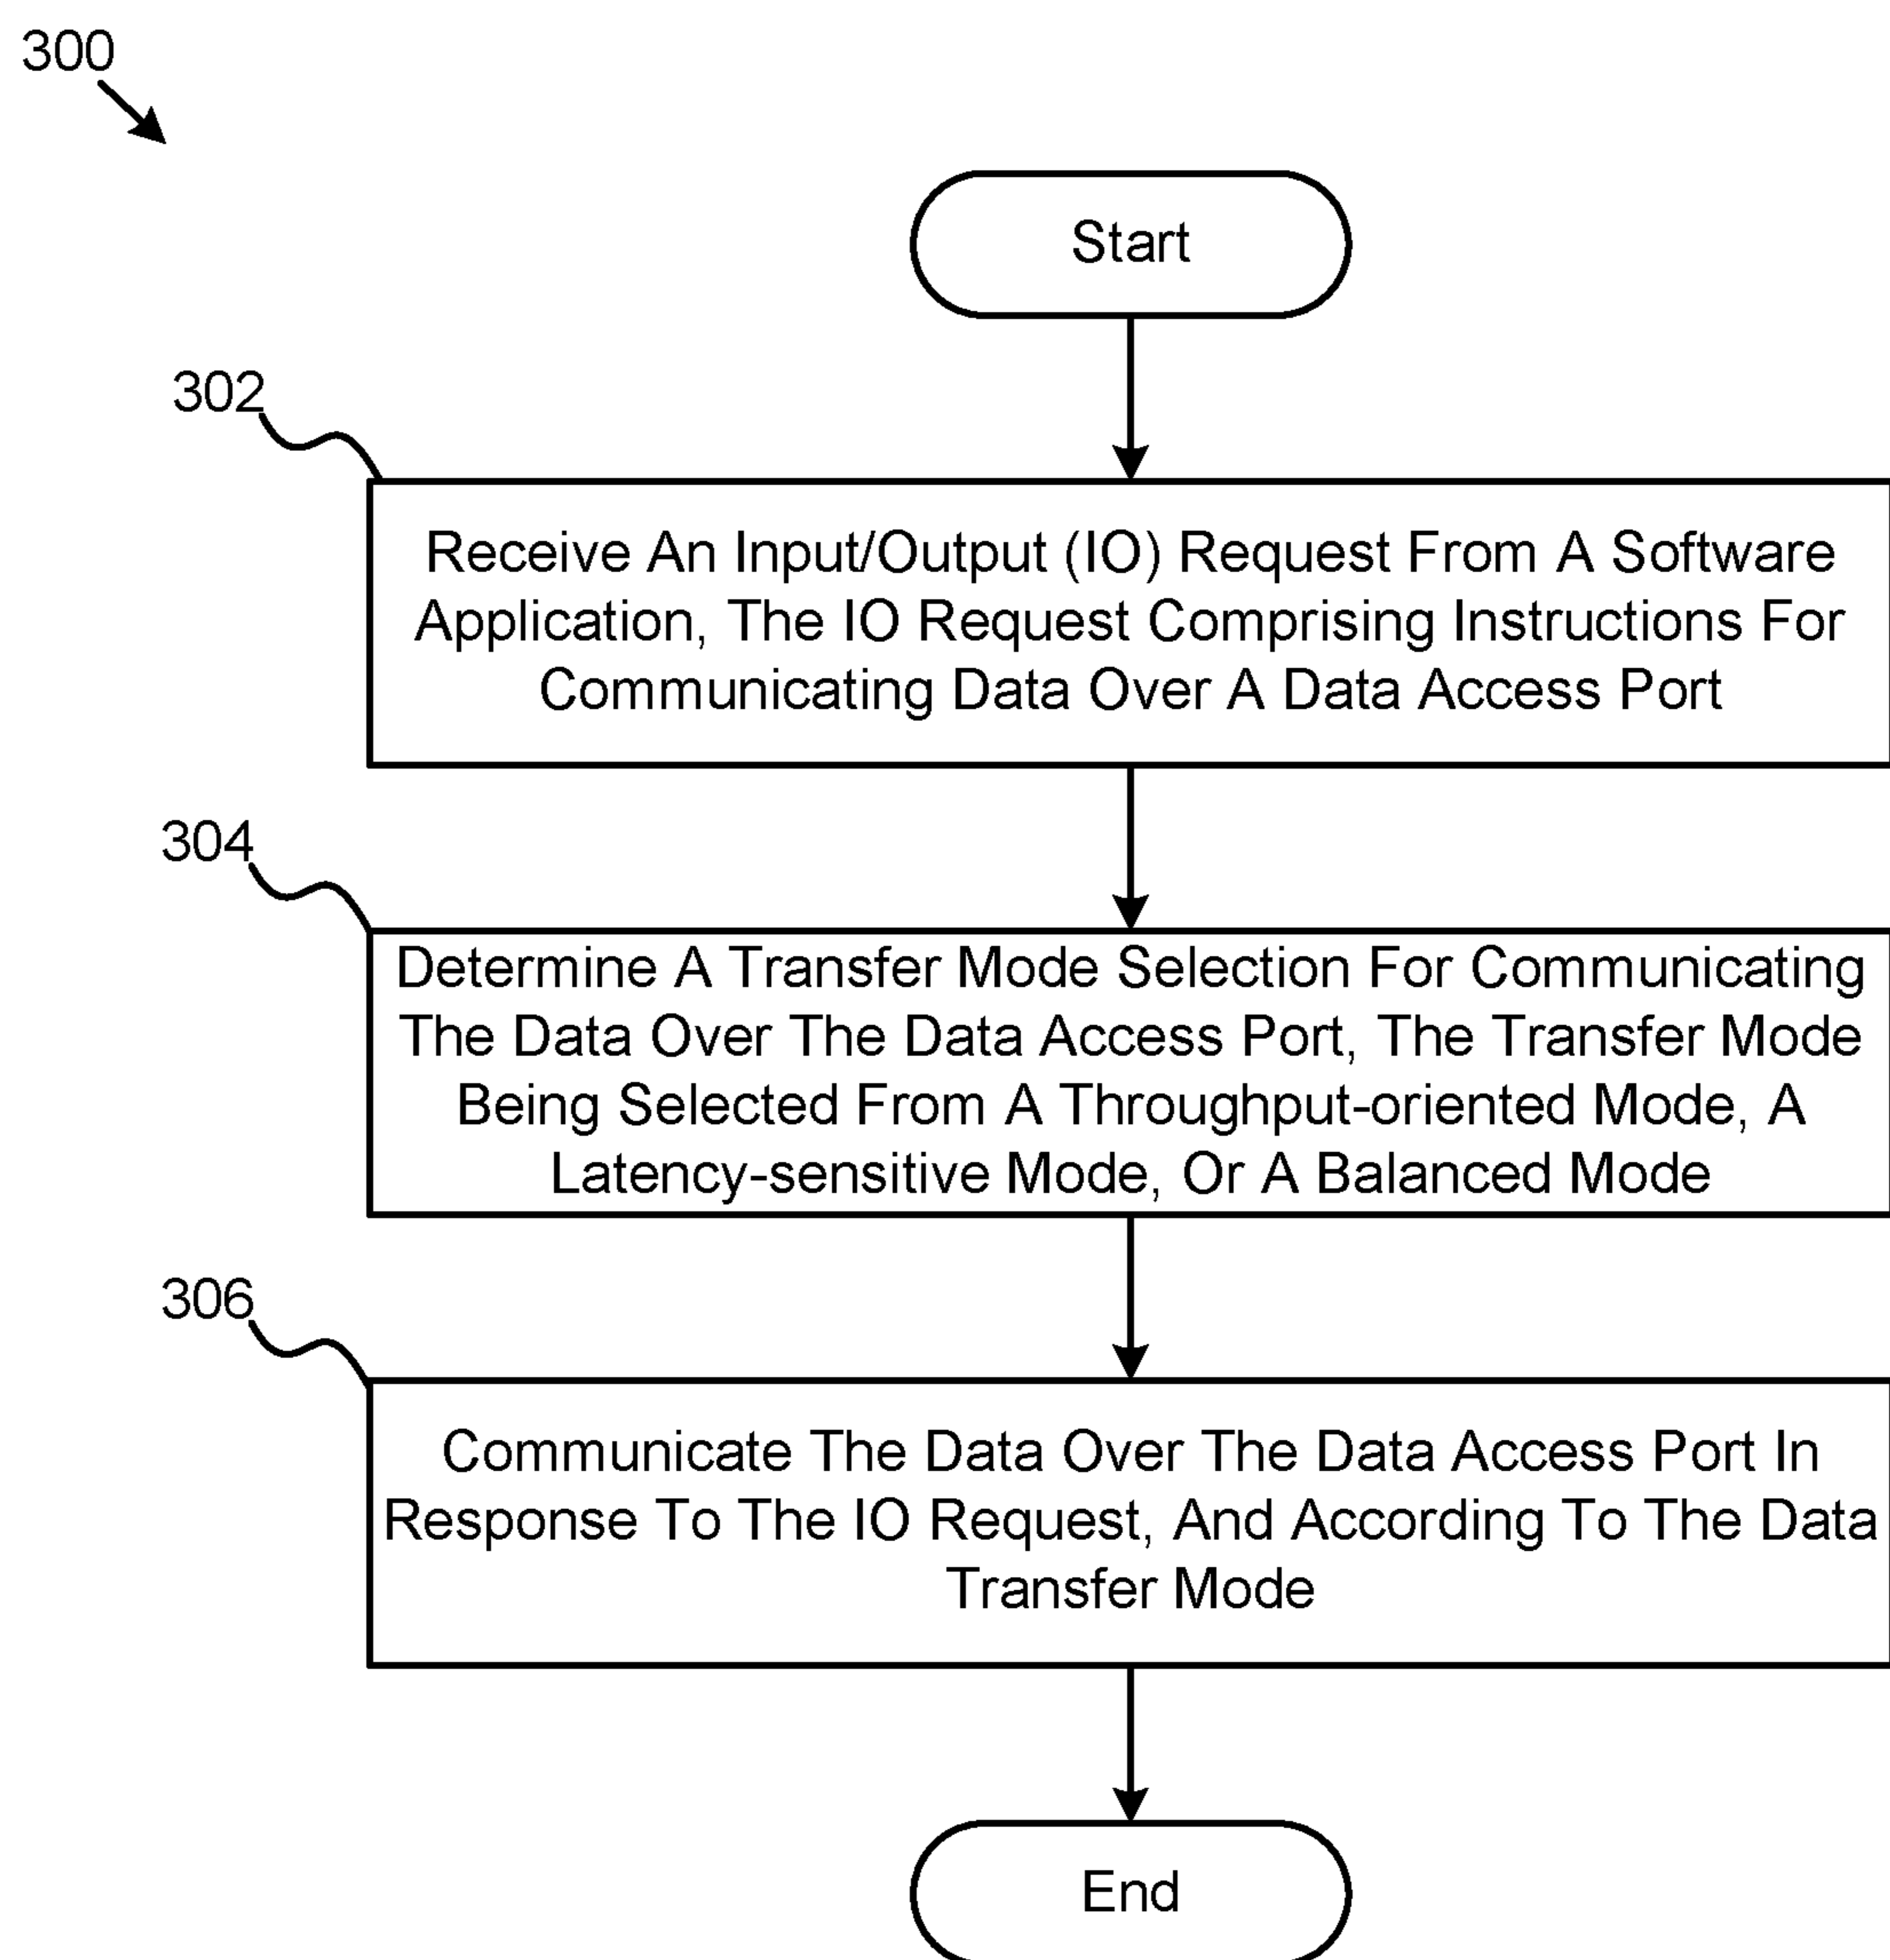 300
Start
302
Receive An Input/Output (IO) Request From A Software
Application, The IO Request Comprising Instructions For
Communicating Data Over A Data Access Port
304
Determine A Transfer Mode Selection For Communicating
The Data Over The Data Access Port, The Transfer Mode
Being Selected From A Throughput-oriented Mode, A
Latency-sensitive Mode, Or A Balanced Mode
306
Communicate The Data Over The Data Access Port In
Response To The IO Request, And According To The Data
Transfer Mode
End